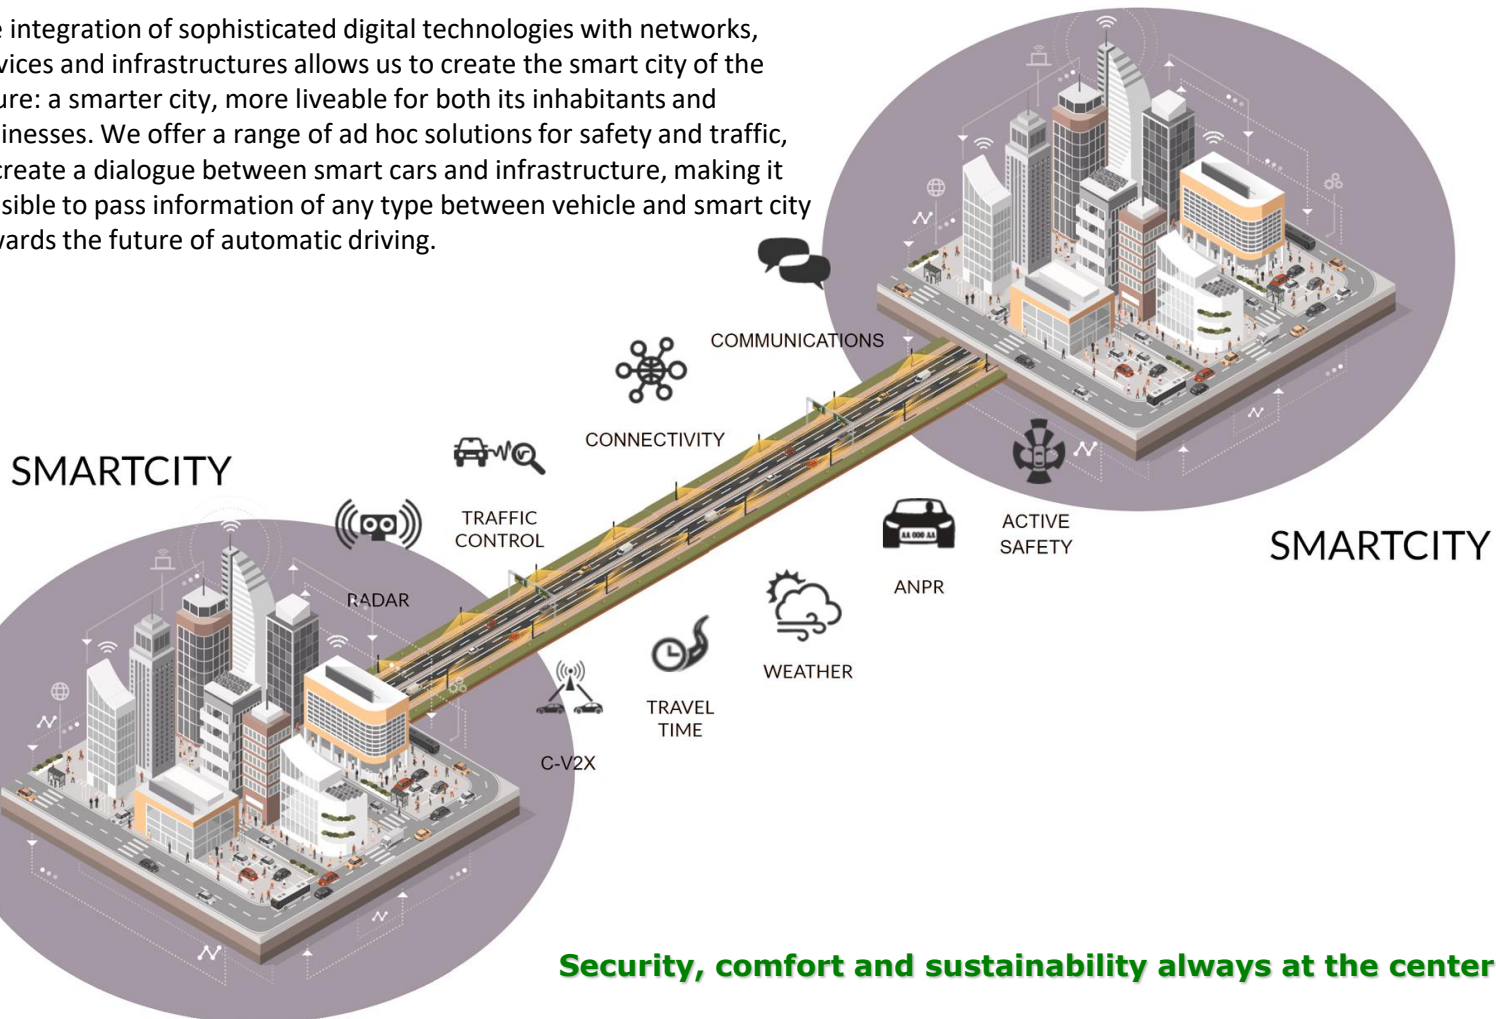 e integration of sophisticated digital technologies with networks,
vices and infrastructures allows us to create the smart city of the
ure: a smarter city, more liveable for both its inhabitants and
inesses. We offer a range of ad hoc solutions for safety and traffic,
create a dialogue between smart cars and infrastructure, making it
sible to pass information of any type between vehicle and smart city
wards the future of automatic driving.
COMMUNICATIONS
CONNECTIVITY
SMARTCITY
TRAFFIC
CONTROL
RADAR
ACTIVE
SAFETY
AA 000 AA
ANPR
SMARTCITY
WEATHER
TRAVEL
TIME
C-V2X
Security, comfort and sustainability always at the center